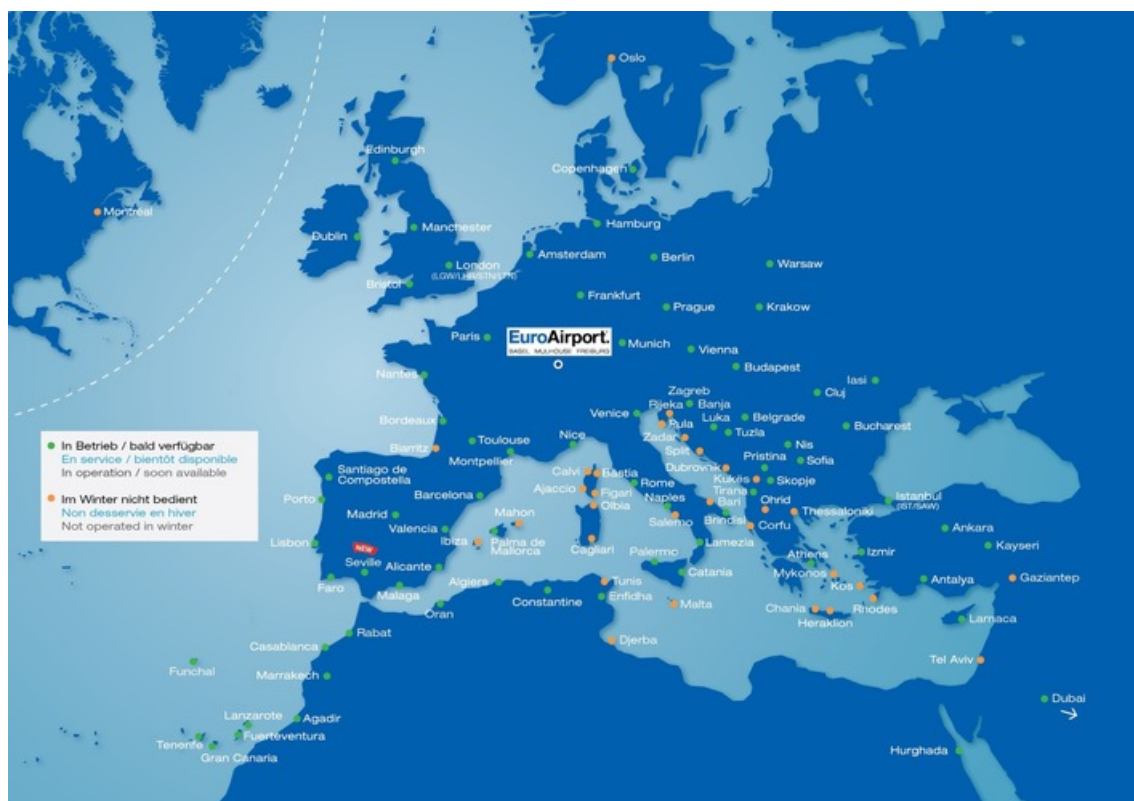 Oslo
Edinburgh
Copenhagen
Montréal
Manchester
Hamburg
Dublin
Amsterdam
Berlin
London
(LGW/LHR/STN/LTN)
Warsaw
Bristol
Frankfurt
Prague
Krakow
Paris
EuroAirport®
BASEL MULHOUSE FREIBURG
Munich
Vienna
Budapest
Nantes
Iasi
Cluj
Zagreb
Rijeka
Banja
Luka
Venice
Pula
Belgrade
Bucharest
Bordeaux
Tuzla
Zadar
Nice
Toulouse
Biarritz
Montpellier
Split
Nis
Sofia
Pristina
Dubrovnik
Kukës
Skopje
Calvi
Bastia
Rome
Tirana
Ohrid
Ajaccio
Figari
Olbia
Naples
Bari
Istanbul
(IST/SAW)
Thessaloniki
Salerno
Brindisi
Corfu
Ankara
In Betrieb / bald verfügbar
En service / bientôt disponible
In operation / soon available
Im Winter nicht bedient
Non desservie en hiver
Not operated in winter
Santiago de
Compostella
Porto
Barcelona
Madrid
Mahon
Valencia
Lisbon
Ibiza
Palma de
Mallorca
Cagliari
Lamezia
Kayseri
NEW
Seville
Alicante
Palermo
Athens
Izmir
Faro
Malaga
Algiers
Tunis
Catania
Mykonos
Kos
Antalya
Gaziantep
Oran
Constantine
Enfidha
Malta
Chania
Rhodes
Heraklion
Larnaca
Rabat
Djerba
Casablanca
Tel Aviv
Funchal
Marrakech
Dubai
Lanzarote
Agadir
Tenerife
Fuerteventura
Gran Canaria
Hurghada